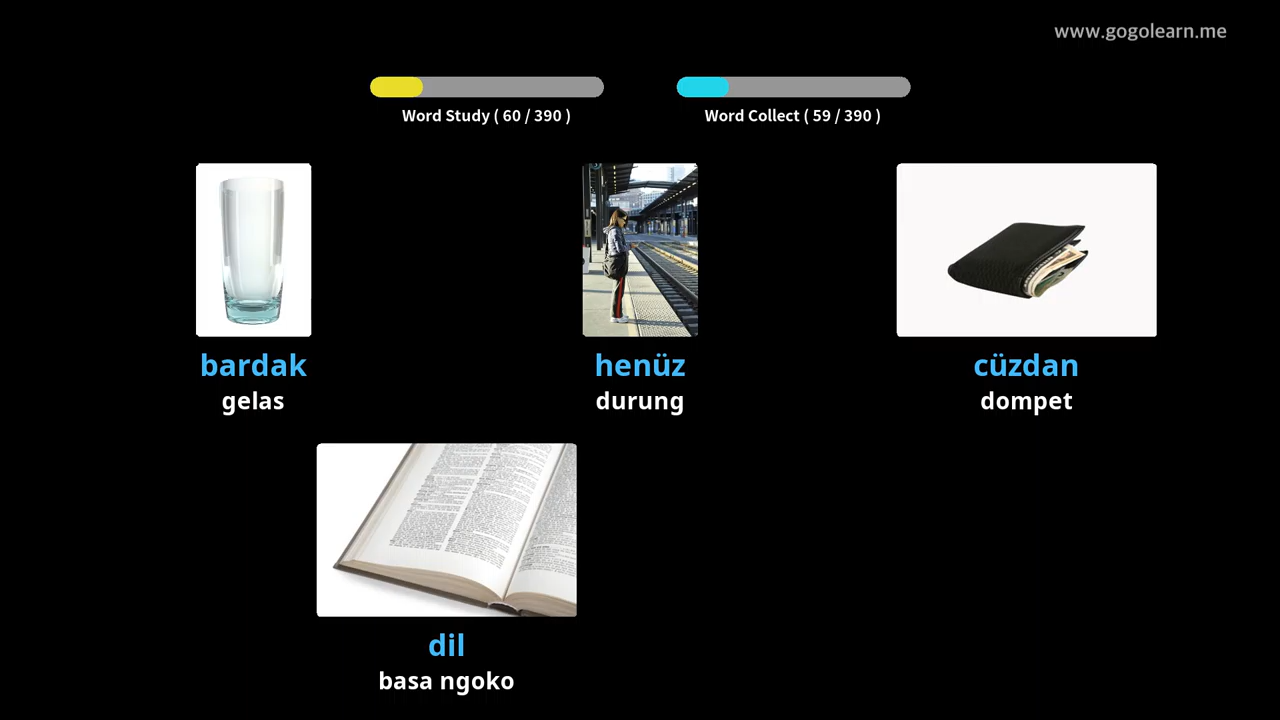 www.gogolearn.me
Word Study ( 60 / 390 )
Word Collect ( 59 / 390 )
bardak
gelas
henüz
durung
cüzdan
dompet
dil
basa ngoko